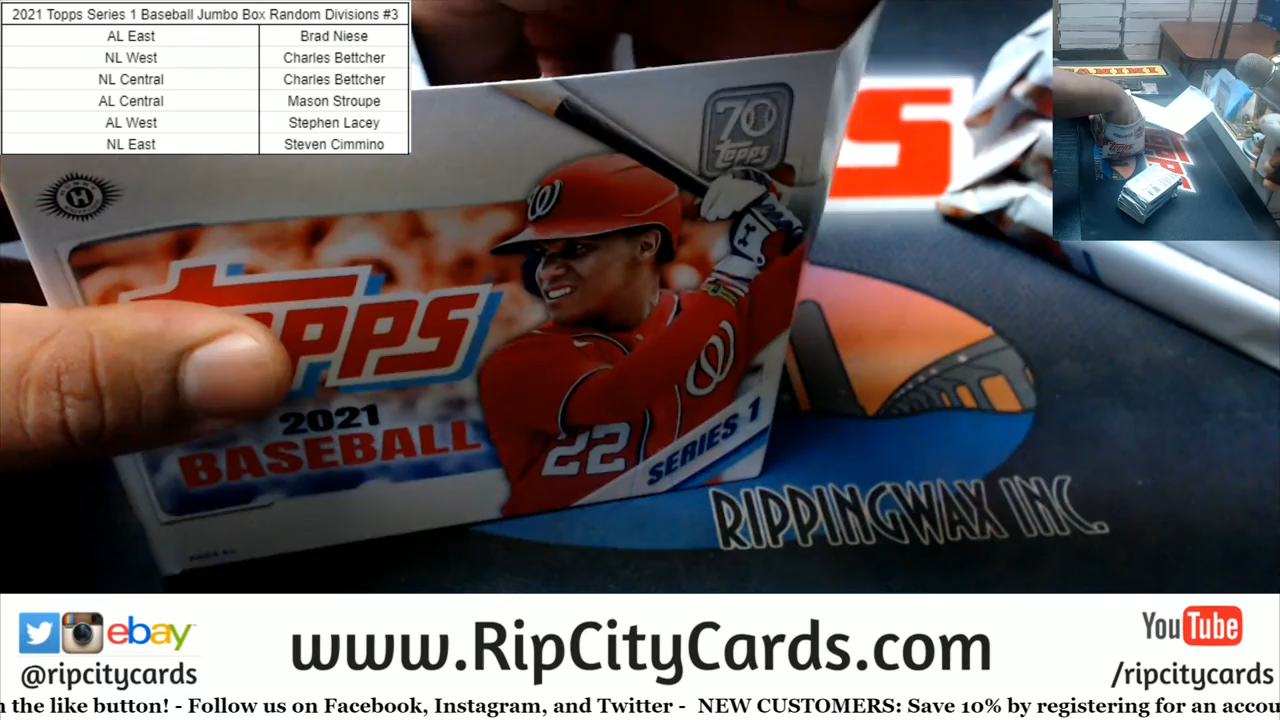 2021 Topps Series 1 Baseball Jumbo Box Random Divisions #3
AL East Brad Niese
NL West Charles Bettcher
NL Central Charles Bettcher
AL Central Mason Stroupe
AL West Stephen Lacey
NL East Steven Cimmino
70
topps
H
W
topps
W
2021
BASEBALL
22
SERIES 1
S
RIPPINGWAX INC.
ebay
@ripcitycards
www.RipCityCards.com
YouTube
/ripcitycards
n the like button! - Follow us on Facebook, Instagram, and Twitter - NEW CUSTOMERS: Save 10% by registering for an accou